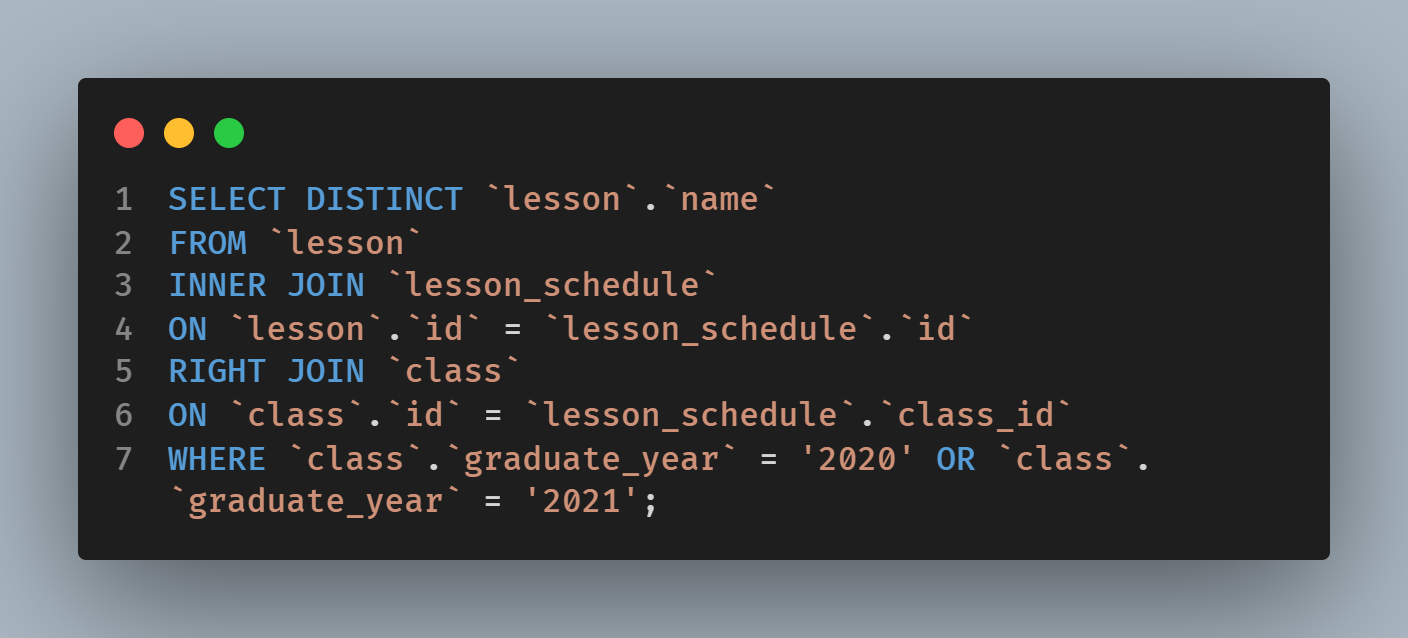 1 SELECT DISTINCT `lesson`.`name`
2 FROM `lesson`
3 INNER JOIN `lesson_schedule`
4 ON `lesson`.`id` = `lesson_schedule`.`id`
5 RIGHT JOIN `class`
6 ON `class`.`id` = `lesson_schedule`.`class_id`
7 WHERE `class`.`graduate_year` = '2020' OR `class`.
`graduate_year` = '2021';